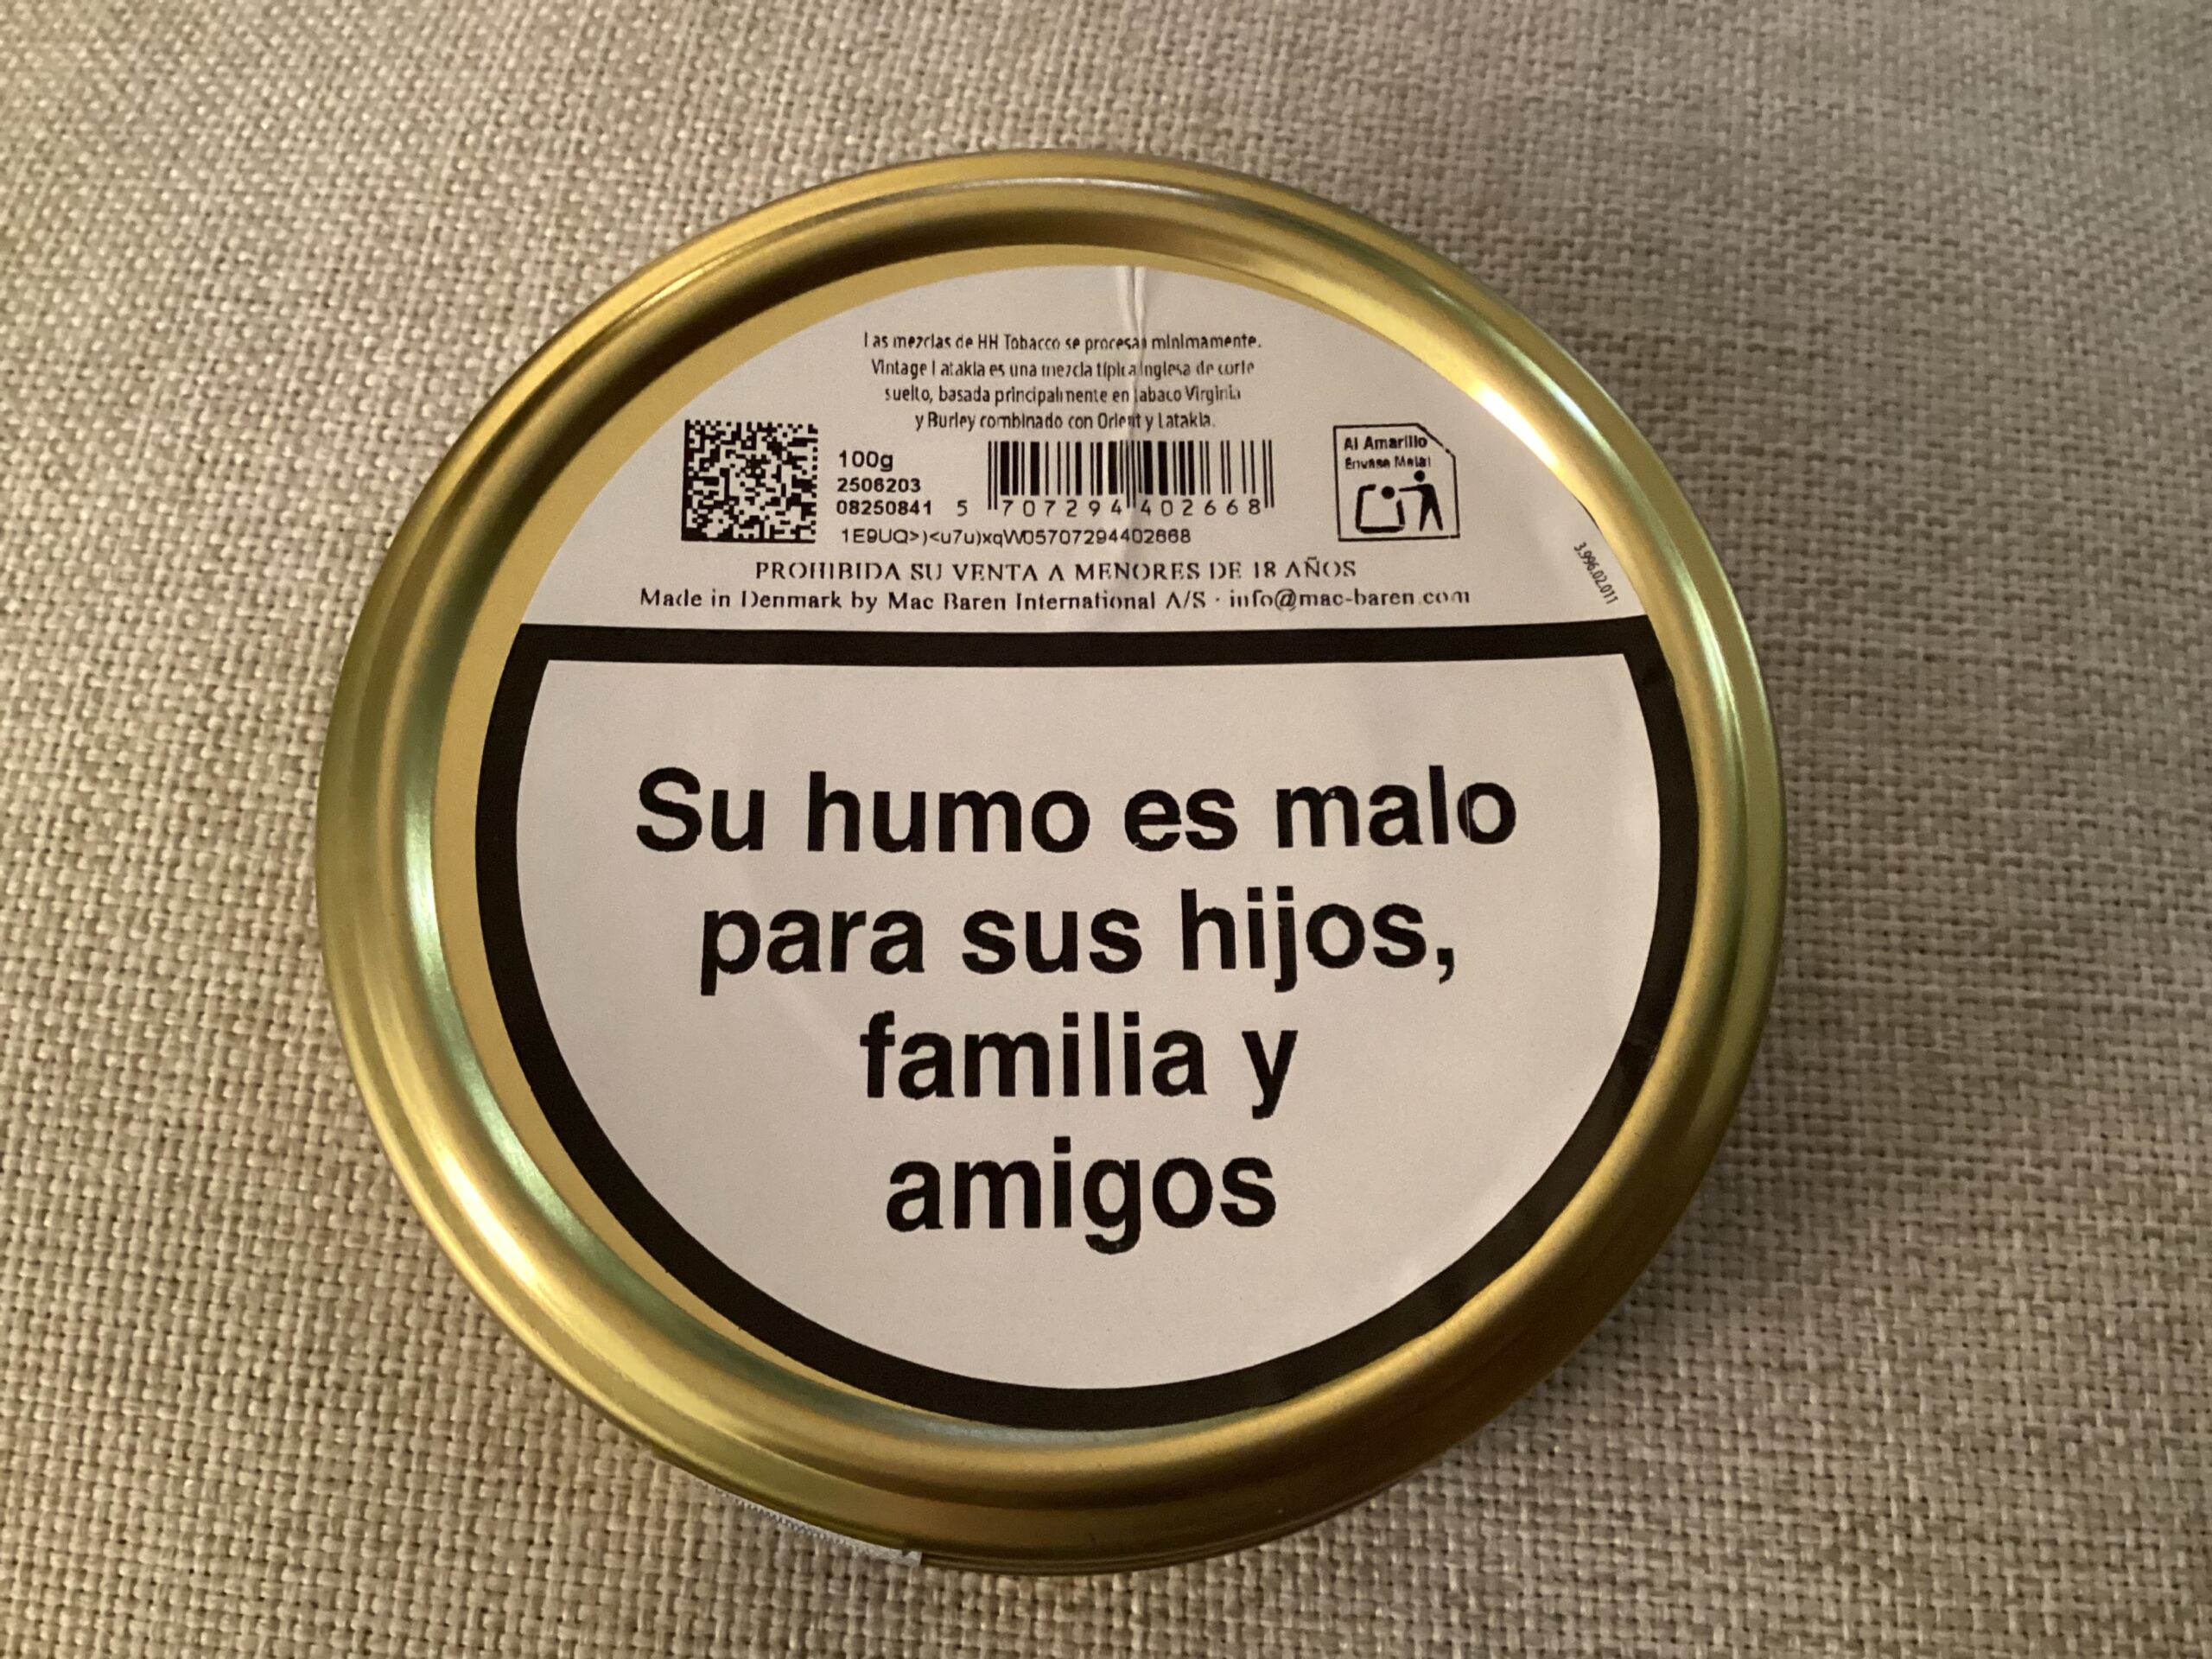 Las mezclas de HH Tobacco se procesan mínimamente.
Vintage Latakia es una mezcla típica inglesa de corte
suelto, basada principalmente en tabaco Virginia
y Burley combinado con Orient y Latakia.
100g
2506203
08250841
5 707294 402668
1E9UQ>)<u7u)xqW05707294402668
Al Amarillo
Envase Metal
3.996.02.011
PROHIBIDA SU VENTA A MENORES DE 18 AÑOS
Made in Denmark by Mac Baren International A/S · info@mac-baren.com
Su humo es malo
para sus hijos,
familia y
amigos